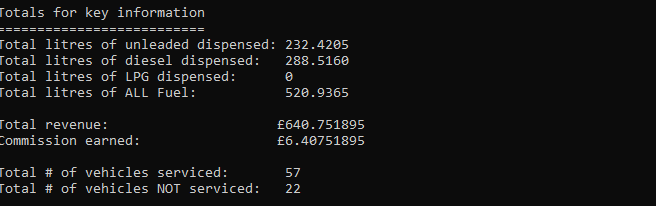 Totals for key information
==========================
Total litres of unleaded dispensed: 232.4205
Total litres of diesel dispensed: 288.5160
Total litres of LPG dispensed: 0
Total litres of ALL Fuel: 520.9365
Total revenue: £640.751895
Commission earned: £6.40751895
Total # of vehicles serviced: 57
Total # of vehicles NOT serviced: 22